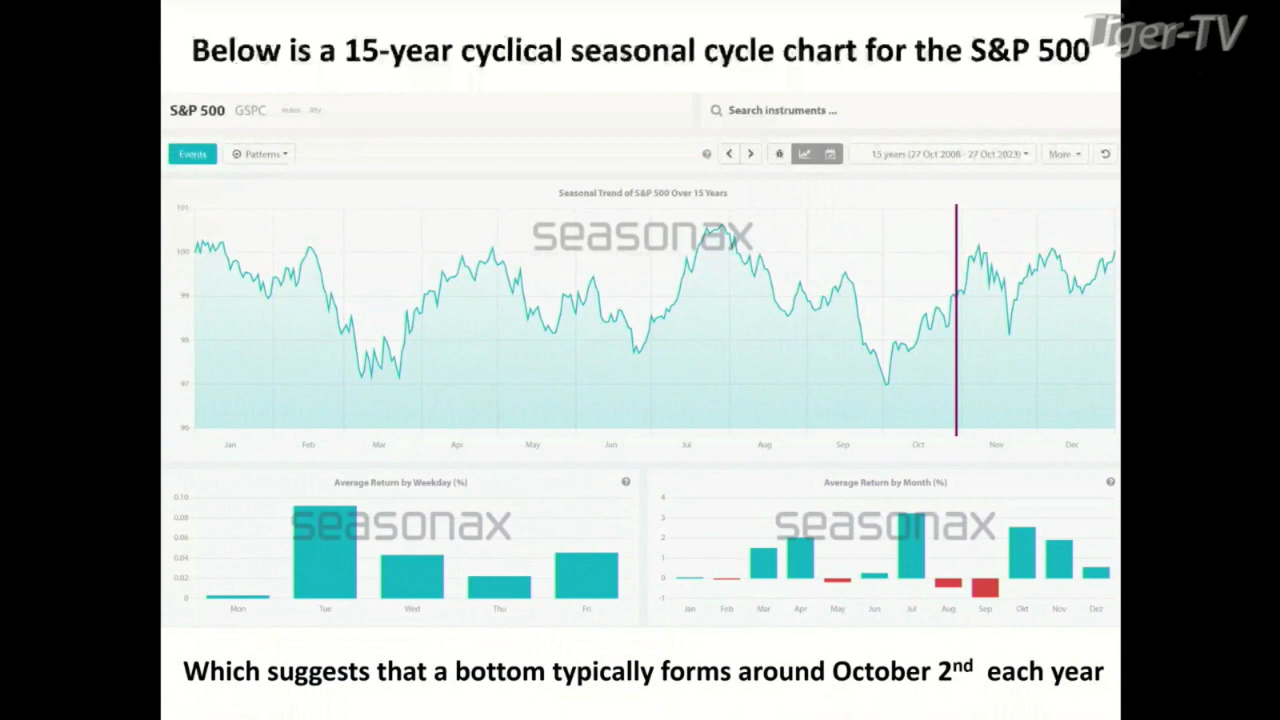 Tiger-TV
Below is a 15-year cyclical seasonal cycle chart for the S&P 500
S&P 500 GSPC Index
Search instruments ...
Events Patterns
15 years (27 Oct 2008 - 27 Oct 2023) More
Seasonal Trend of S&P 500 Over 15 Years
seasonax
101
100
99
98
97
96
Jan Feb Mar Apr May Jun Jul Aug Sep Oct Nov Dec
Average Return by Weekday (%)
seasonax
0.10
0.08
0.06
0.04
0.02
0
Mon Tue Wed Thu Fri
Average Return by Month (%)
seasonax
4
3
2
1
0
-1
Jan Feb Mar Apr May Jun Jul Aug Sep Okt Nov Dez
Which suggests that a bottom typically forms around October 2nd each year